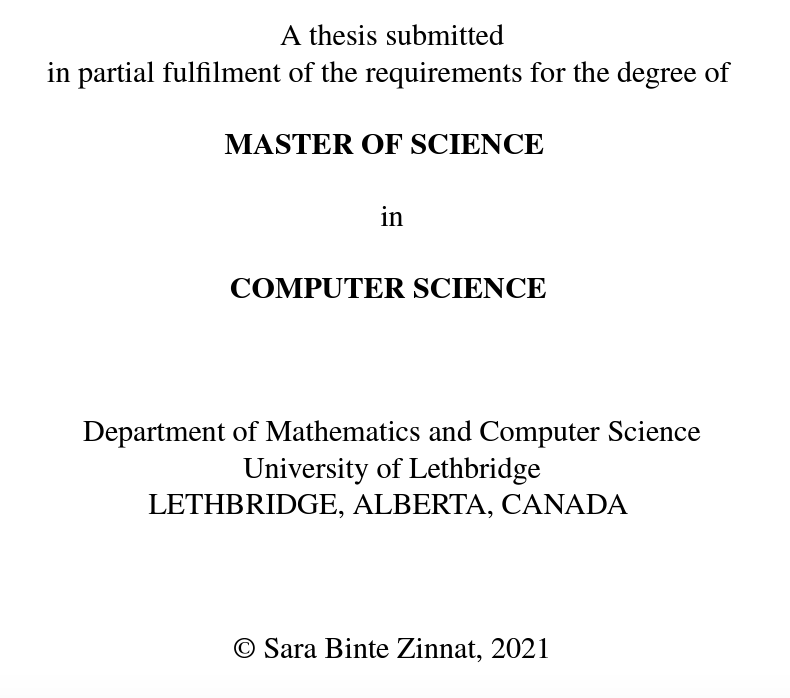 A thesis submitted
in partial fulfilment of the requirements for the degree of
MASTER OF SCIENCE
in
COMPUTER SCIENCE
Department of Mathematics and Computer Science
University of Lethbridge
LETHBRIDGE, ALBERTA, CANADA
© Sara Binte Zinnat, 2021